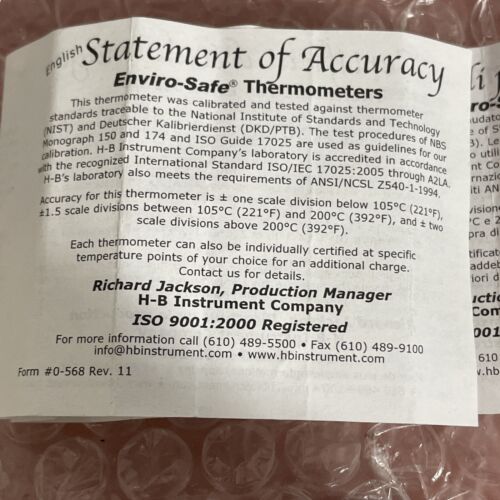 English
Statement of Accuracy
Enviro-Safe® Thermometers
This thermometer was calibrated and tested against thermometer
standards traceable to the National Institute of Standards and Technology
(NIST) and Deutscher Kalibrierdienst (DKD/PTB). The test procedures of NBS
Monograph 150 and 174 and ISO Guide 17025 are used as guidelines for our
calibration. H-B Instrument Company's laboratory is accredited in accordance
with the recognized International Standard ISO/IEC 17025:2005 through A2LA.
H-B's laboratory also meets the requirements of ANSI/NCSL Z540-1-1994.
Accuracy for this thermometer is ± one scale division below 105°C (221°F),
±1.5 scale divisions between 105°C (221°F) and 200°C (392°F), and ± two
scale divisions above 200°C (392°F).
Each thermometer can also be individually certified at specific
temperature points of your choice for an additional charge.
Contact us for details.
Richard Jackson, Production Manager
H-B Instrument Company
ISO 9001:2000 Registered
For more information call (610) 489-5500 • Fax (610) 489-9100
info@hbinstrument.com • www.hbinstrument.com
Form #0-568 Rev. 11